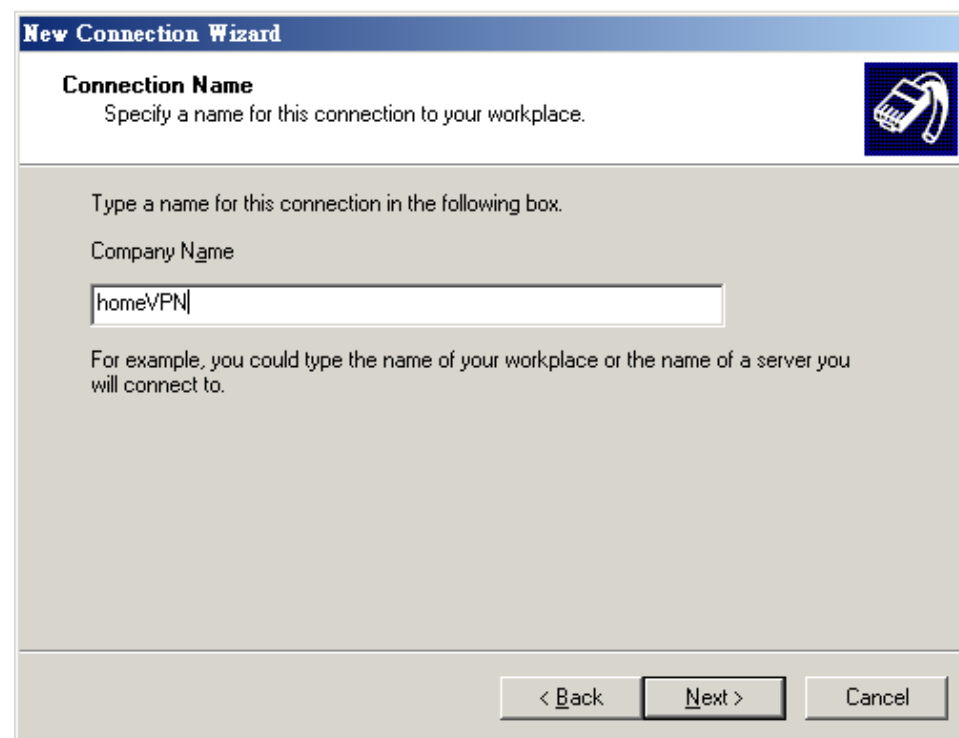 New Connection Wizard
Connection Name
Specify a name for this connection to your workplace.
Type a name for this connection in the following box.
Company Name
homeVPN
For example, you could type the name of your workplace or the name of a server you
will connect to.
< Back
Next >
Cancel